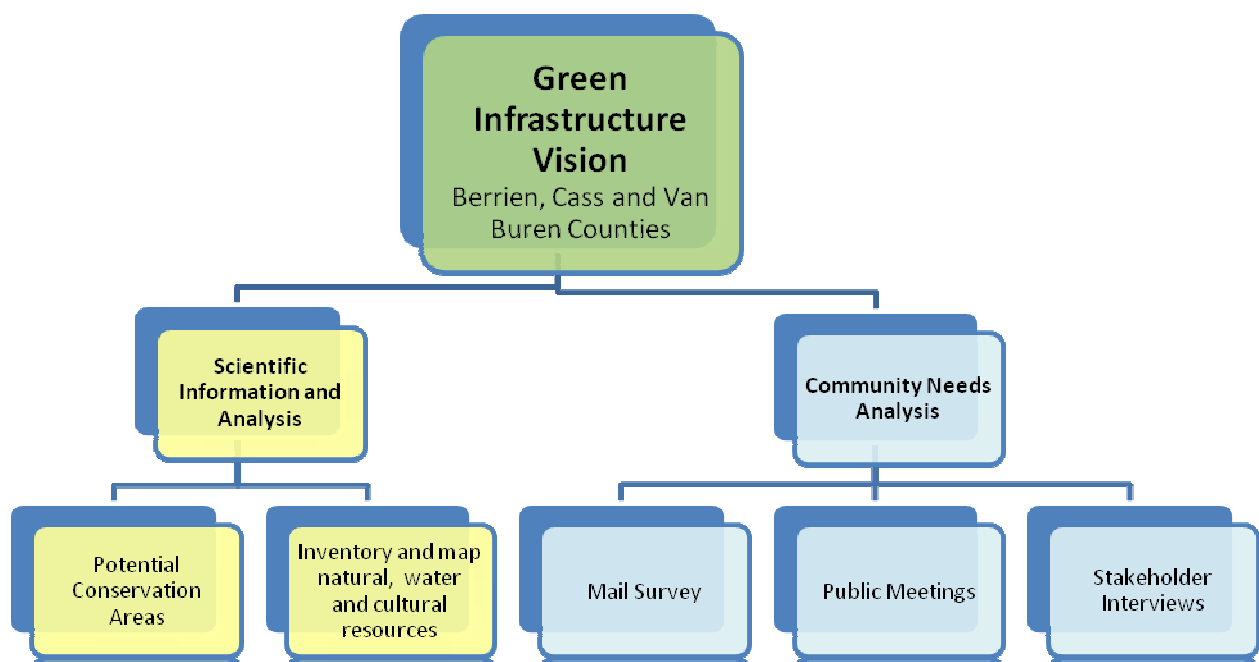 Green
Infrastructure
Vision
Berrien, Cass and Van
Buren Counties
Scientific
Information and
Analysis
Community Needs
Analysis
Potential
Conservation
Areas
Inventory and map
natural, water
and cultural
resources
Mail Survey
Public Meetings
Stakeholder
Interviews